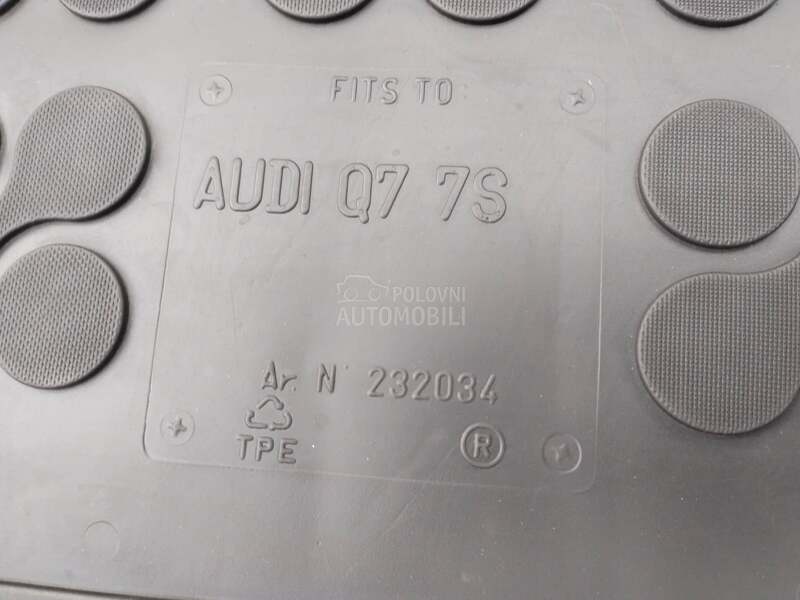 FITS TO
AUDI Q7 7S
POLOVNI
AUTOMOBILI
Ar. N° 232034
TPE
®